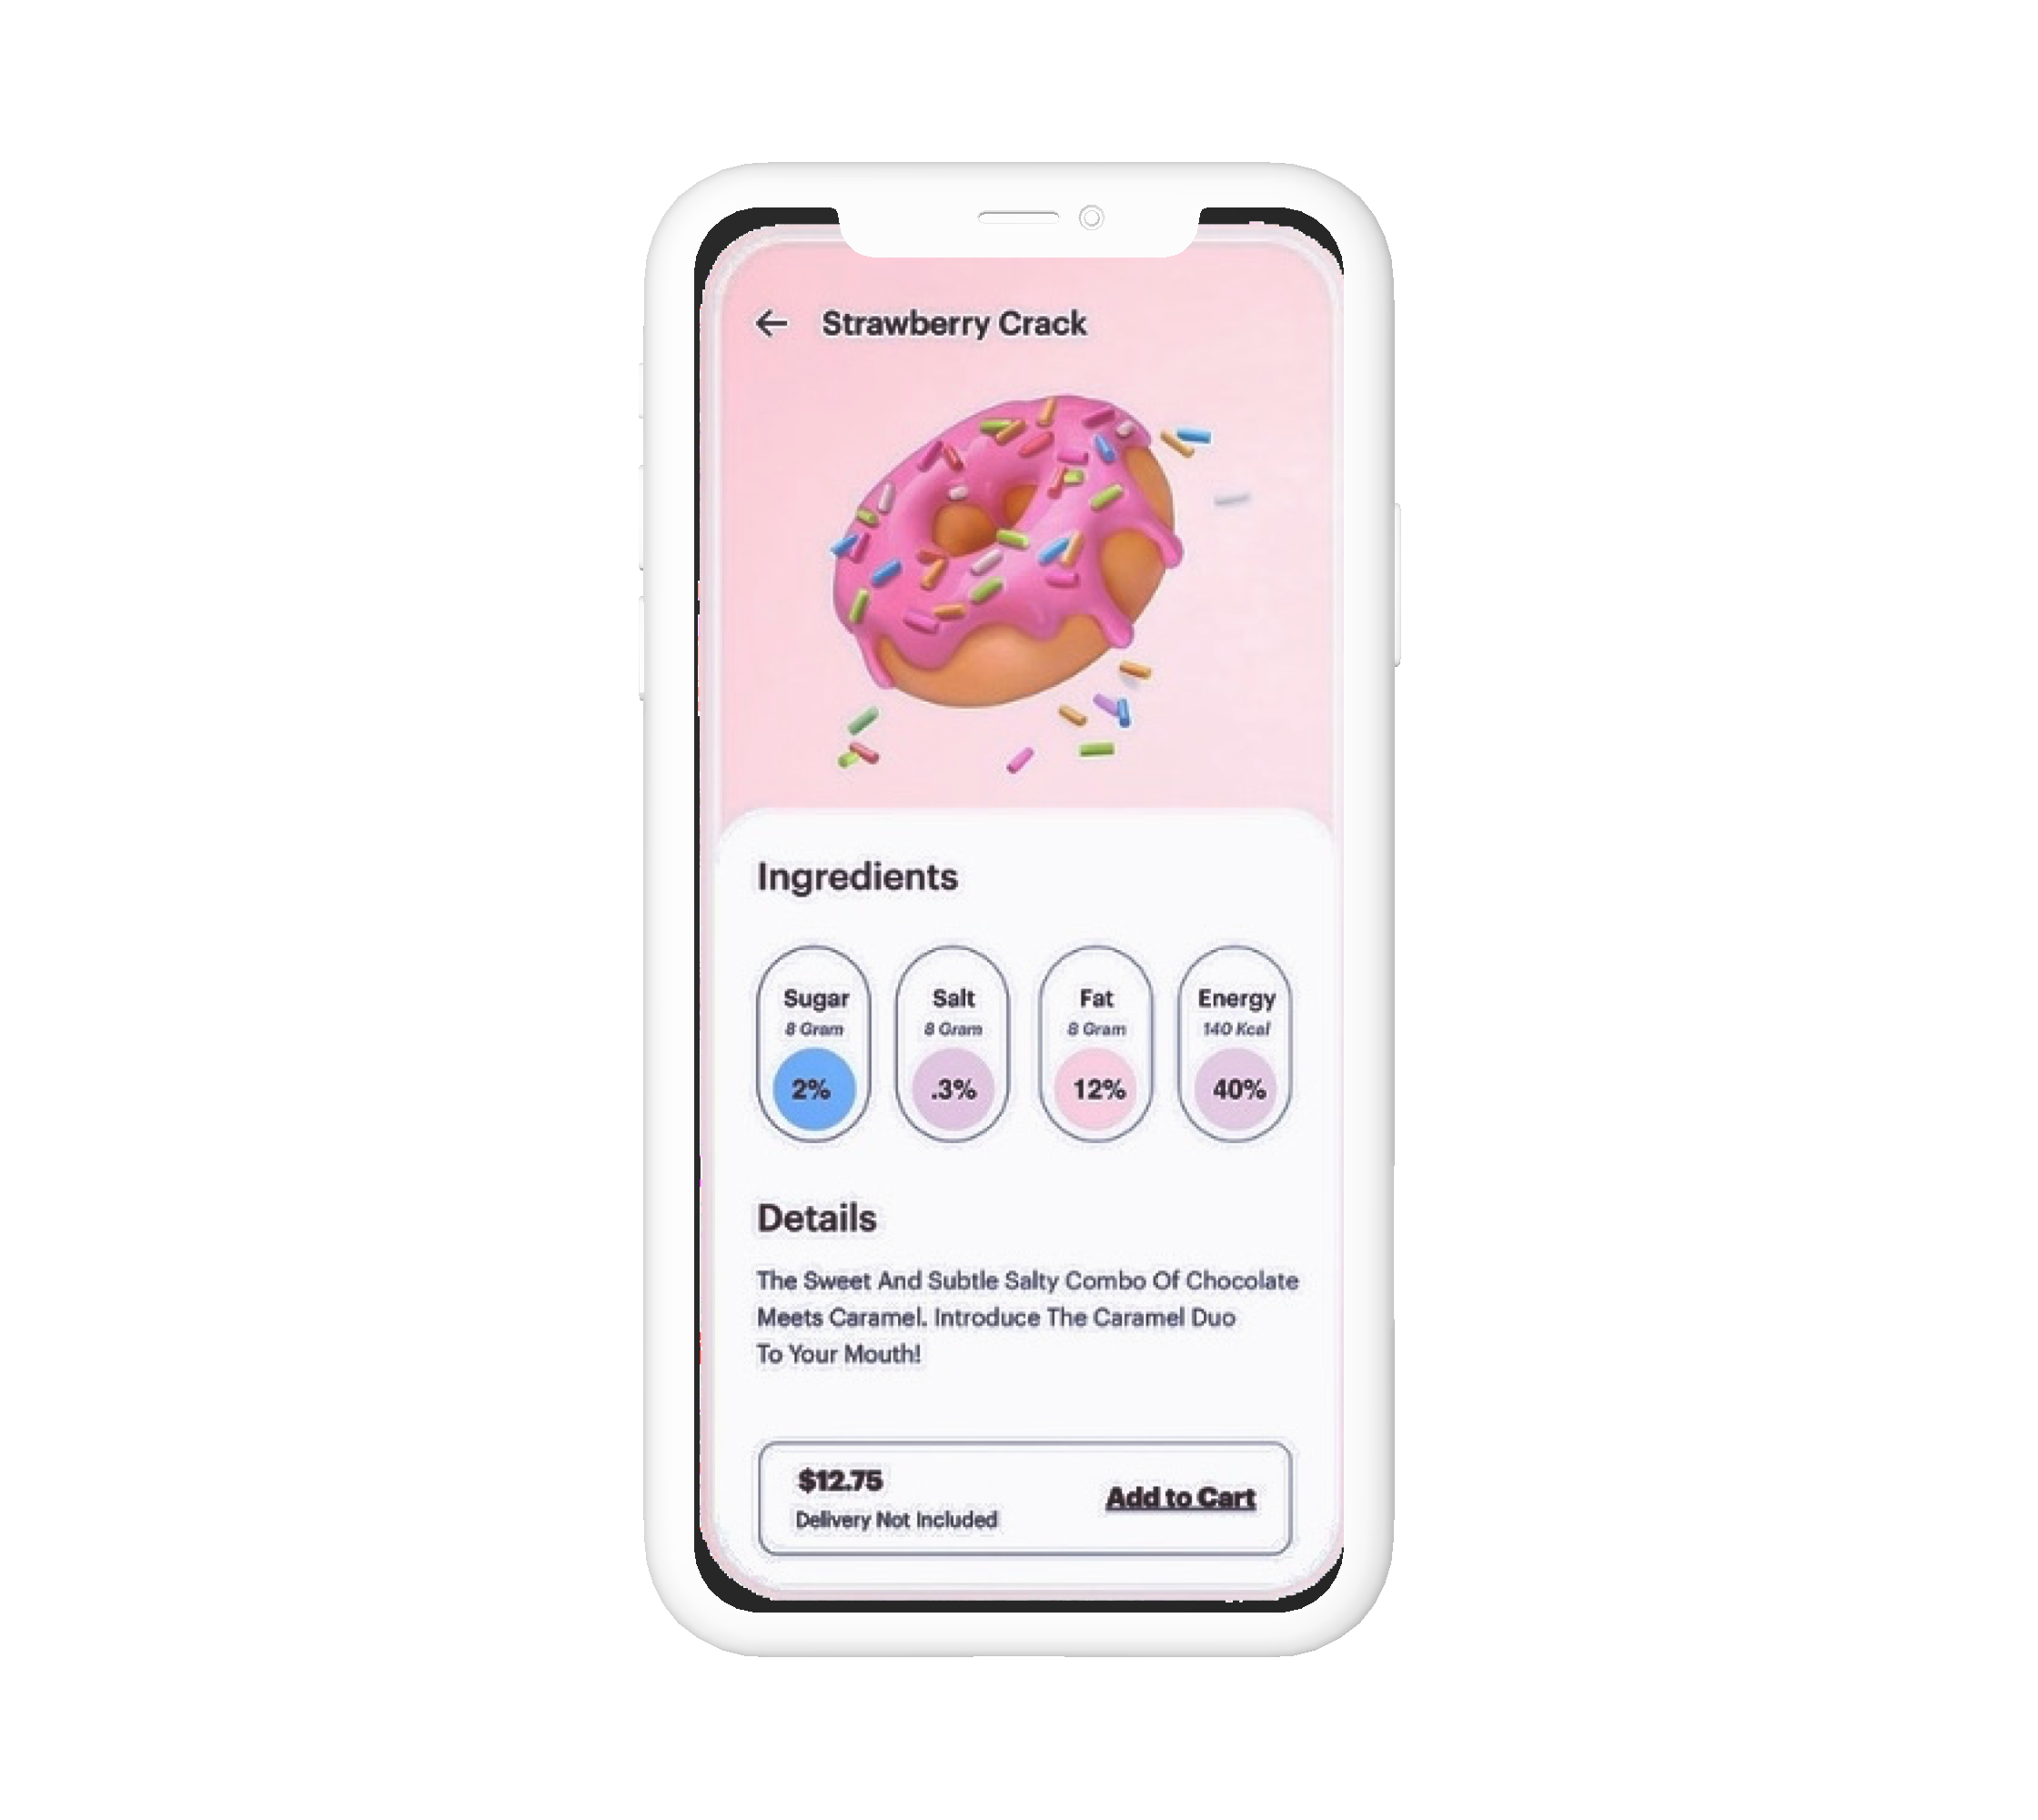 Strawberry Crack
Ingredients
Sugar
8 Gram
2%
Salt
8 Gram
.3%
Fat
8 Gram
12%
Energy
140 Kcal
40%
Details
The Sweet And Subtle Salty Combo Of Chocolate
Meets Caramel. Introduce The Caramel Duo
To Your Mouth!
$12.75
Delivery Not Included
Add to Cart